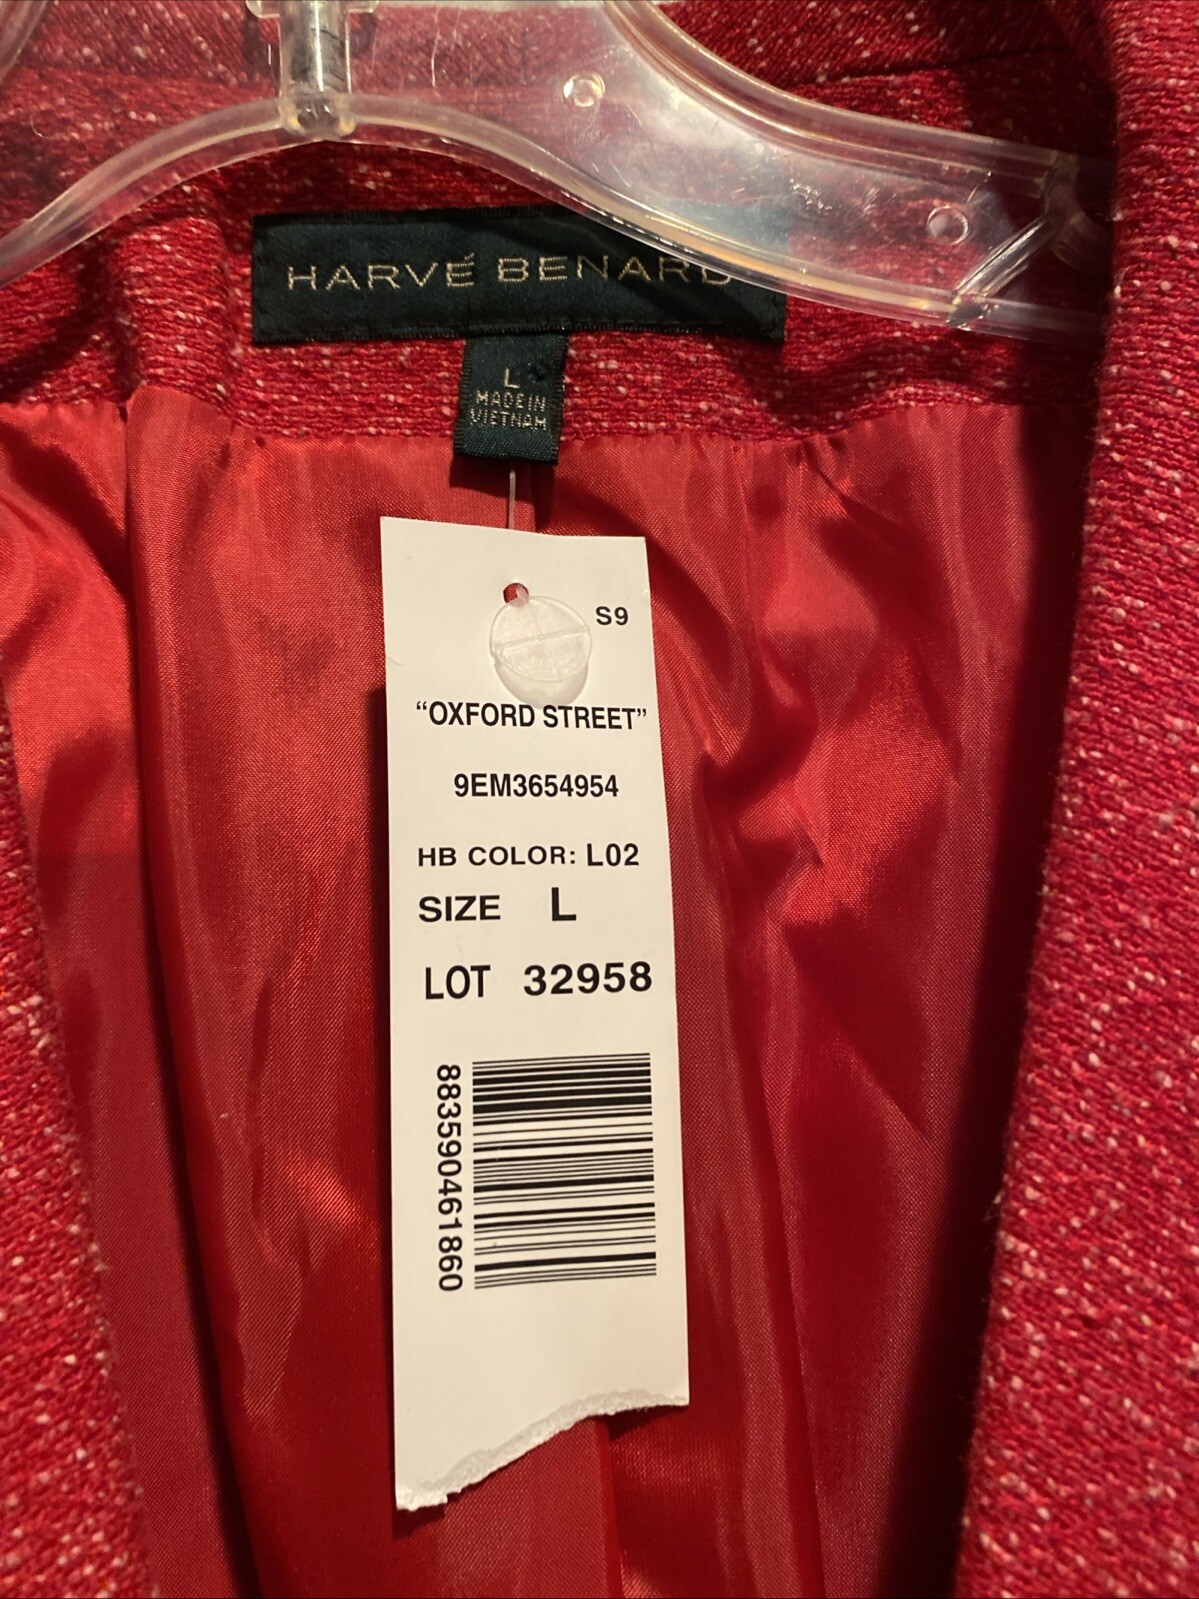 HARVÉ BENARD
L
MADE IN
VIETNAM
S9
“OXFORD STREET”
9EM3654954
HB COLOR: L02
SIZE L
LOT 32958
883590461860